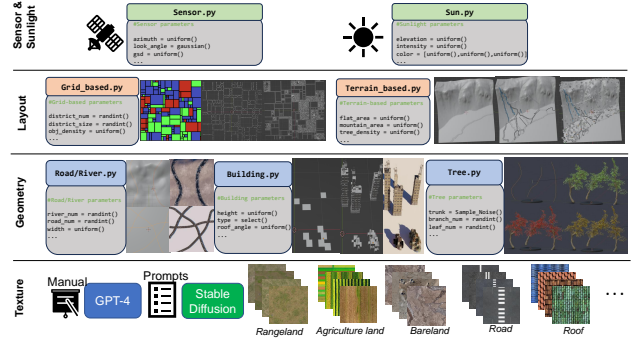 Sensor & Sunlight
Sensor.py
#Sensor parameters
azimuth = uniform()
look_angle = gaussian()
gsd = uniform()
...
Sun.py
#Sunlight parameters
elevation = uniform()
intensity = uniform()
color = [uniform(),uniform(),uniform()]
...
Layout
Grid_based.py
#Grid-based parameters
district_num = randint()
district_size = randint()
obj_density = uniform()
...
Terrain_based.py
#Terrain-based parameters
flat_area = uniform()
mountain_area = uniform()
tree_density = uniform()
...
Geometry
Road/River.py
#Road/River parameters
river_num = randint()
road_num = randint()
width = uniform()
...
Building.py
#Building parameters
height = uniform()
type = select()
roof_angle = uniform()
...
Tree.py
#Tree parameters
trunk = Sample_Noise()
branch_num = randint()
leaf_num = randint()
...
Texture
Manual
GPT-4
Prompts
Stable Diffusion
Rangeland
Agriculture land
Bareland
Road
Roof
...